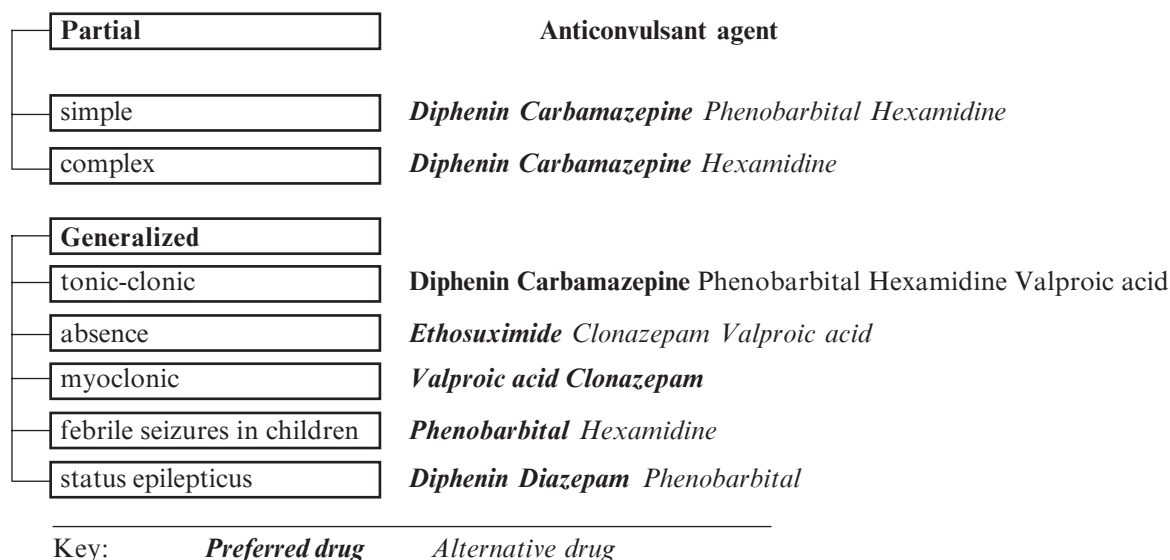 Partial Anticonvulsant agent
simple Diphenin Carbamazepine Phenobarbital Hexamidine
complex Diphenin Carbamazepine Hexamidine
Generalized
tonic-clonic Diphenin Carbamazepine Phenobarbital Hexamidine Valproic acid
absence Ethosuximide Clonazepam Valproic acid
myoclonic Valproic acid Clonazepam
febrile seizures in children Phenobarbital Hexamidine
status epilepticus Diphenin Diazepam Phenobarbital
Key: Preferred drug Alternative drug